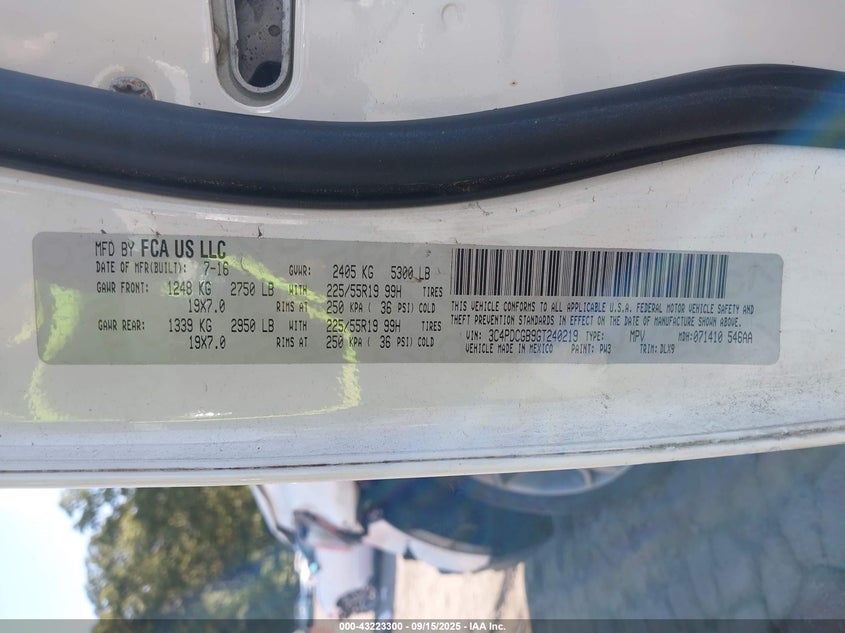 MFD BY FCA US LLC
DATE OF MFR(BUILT): 7-16 GVWR: 2405 KG 5300 LB
GAWR FRONT: 1248 KG 2750 LB WITH 225/55R19 99H TIRES
19X7.0 RIMS AT 250 KPA ( 36 PSI) COLD
GAWR REAR: 1339 KG 2950 LB WITH 225/55R19 99H TIRES
19X7.0 RIMS AT 250 KPA ( 36 PSI) COLD
THIS VEHICLE CONFORMS TO ALL APPLICABLE U.S.A. FEDERAL MOTOR VEHICLE SAFETY AND
THEFT PREVENTION STANDARDS IN EFFECT ON THE DATE OF MANUFACTURE SHOWN ABOVE.
VIN: 3C4PDCGB9GT240219 TYPE: MPV MDH:071410 546AA
VEHICLE MADE IN MEXICO PAINT: PW3 TRIM: DLX9
000-43223300 - 09/15/2025 - IAA Inc.